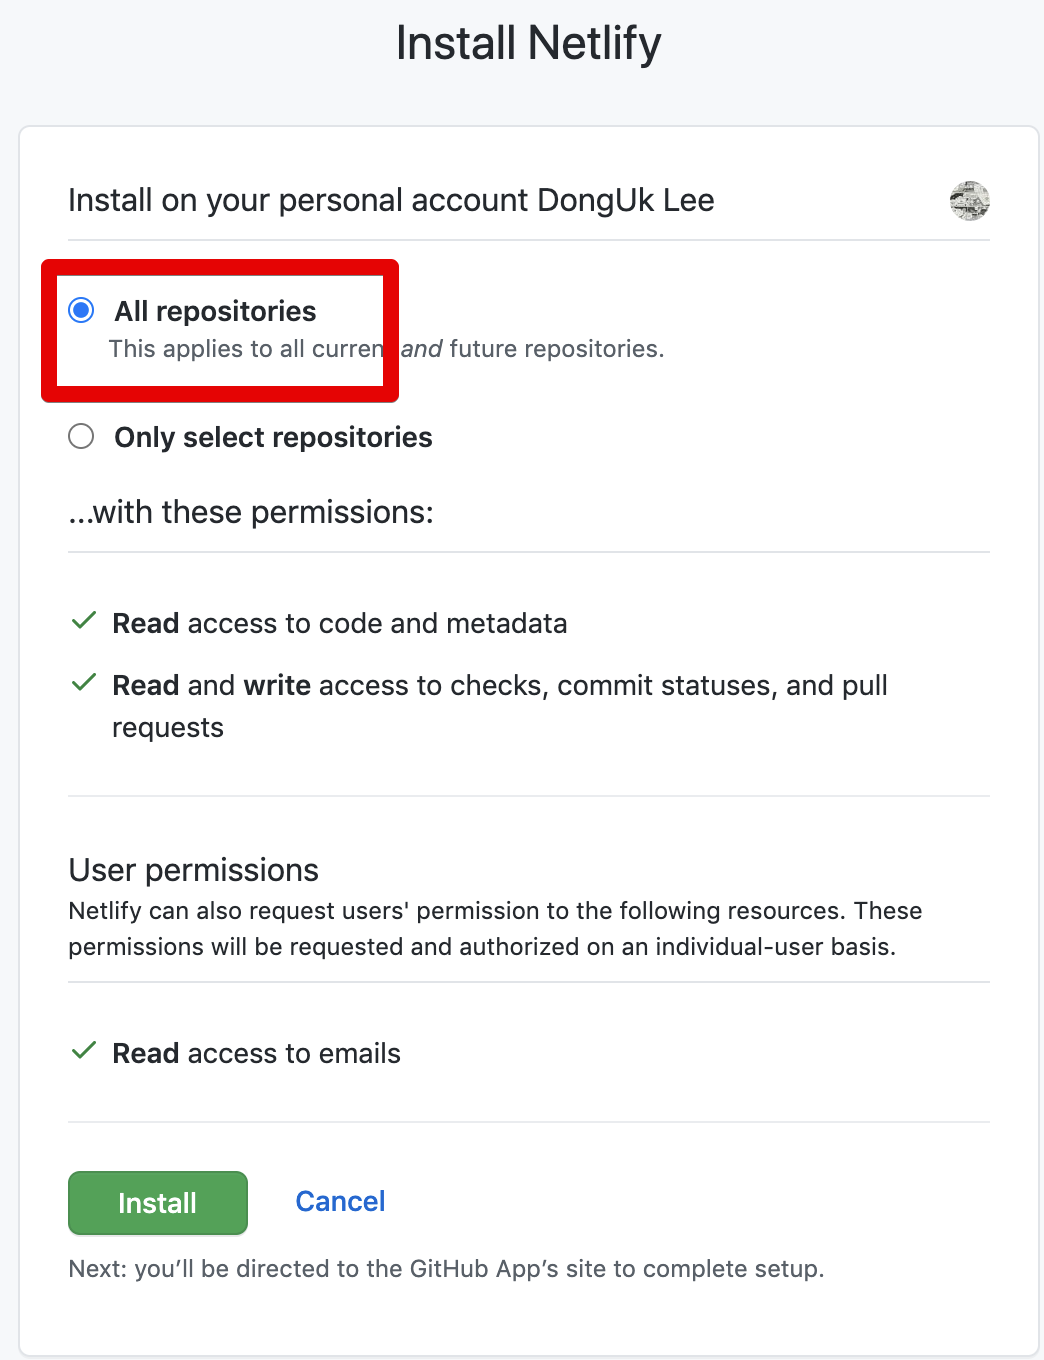 Install Netlify
Install on your personal account DongUk Lee
All repositories
This applies to all curren and future repositories.
Only select repositories
...with these permissions:
Read access to code and metadata
Read and write access to checks, commit statuses, and pull
requests
User permissions
Netlify can also request users' permission to the following resources. These
permissions will be requested and authorized on an individual-user basis.
Read access to emails
Install
Cancel
Next: you’ll be directed to the GitHub App’s site to complete setup.